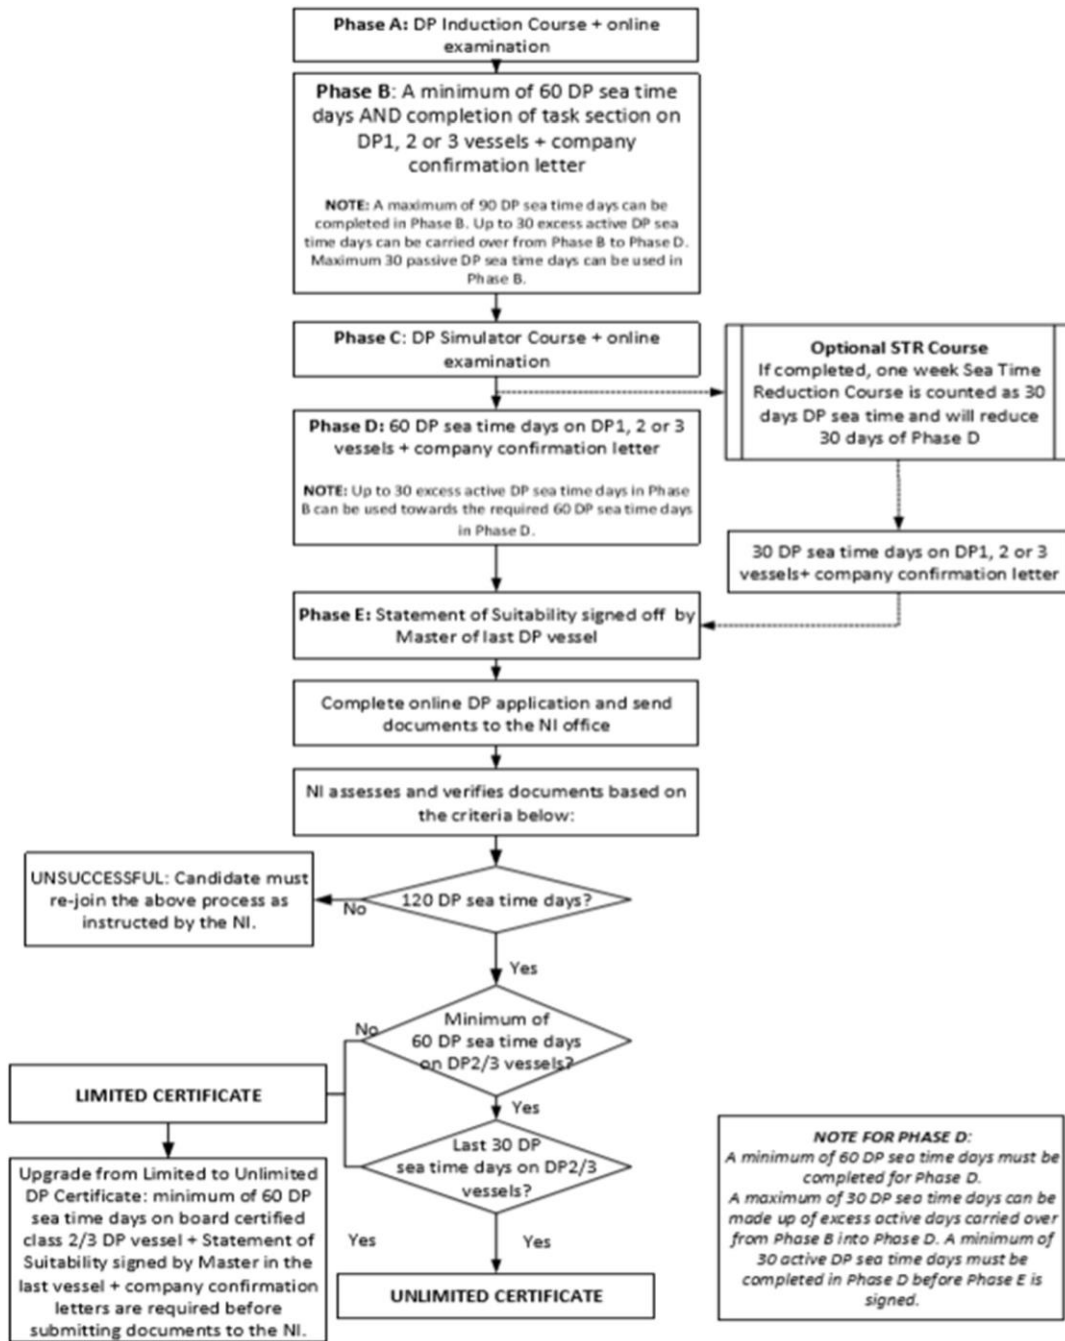 Phase A: DP Induction Course + online
examination
Phase B: A minimum of 60 DP sea time
days AND completion of task section on
DP1, 2 or 3 vessels + company
confirmation letter
NOTE: A maximum of 90 DP sea time days can be
completed in Phase B. Up to 30 excess active DP sea
time days can be carried over from Phase B to Phase D.
Maximum 30 passive DP sea time days can be used in
Phase B.
Phase C: DP Simulator Course + online
examination
Optional STR Course
If completed, one week Sea Time
Reduction Course is counted as 30
days DP sea time and will reduce
30 days of Phase D
Phase D: 60 DP sea time days on DP1, 2 or 3
vessels + company confirmation letter
NOTE: Up to 30 excess active DP sea time days in Phase
B can be used towards the required 60 DP sea time days
in Phase D.
30 DP sea time days on DP1, 2 or 3
vessels+ company confirmation letter
Phase E: Statement of Suitability signed off by
Master of last DP vessel
Complete online DP application and send
documents to the NI office
NI assesses and verifies documents based on
the criteria below:
UNSUCCESSFUL: Candidate must
re-join the above process as
instructed by the NI.
No
120 DP sea time days?
Yes
No
Minimum of
60 DP sea time days
on DP2/3 vessels?
Yes
LIMITED CERTIFICATE
Last 30 DP
sea time days on DP2/3
vessels?
Upgrade from Limited to Unlimited
DP Certificate: minimum of 60 DP
sea time days on board certified
class 2/3 DP vessel + Statement of
Suitability signed by Master in the
last vessel + company confirmation
letters are required before
submitting documents to the NI.
Yes
Yes
UNLIMITED CERTIFICATE
NOTE FOR PHASE D:
A minimum of 60 DP sea time days must be
completed for Phase D.
A maximum of 30 DP sea time days can be
made up of excess active days carried over
from Phase B into Phase D. A minimum of
30 active DP sea time days must be
completed in Phase D before Phase E is
signed.